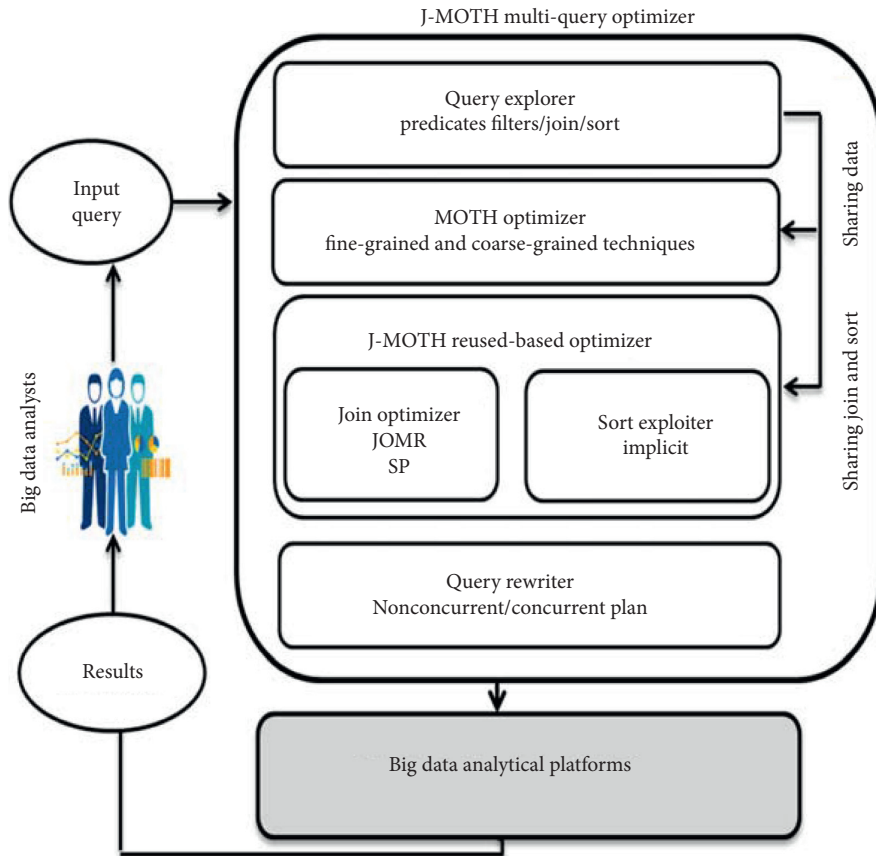 J-MOTH multi-query optimizer
Query explorer
predicates filters/join/sort
Input
query
MOTH optimizer
fine-grained and coarse-grained techniques
Sharing data
J-MOTH reused-based optimizer
Join optimizer
JOMR
SP
Sort exploiter
implicit
Sharing join and sort
Big data analysts
Query rewriter
Nonconcurrent/concurrent plan
Results
Big data analytical platforms